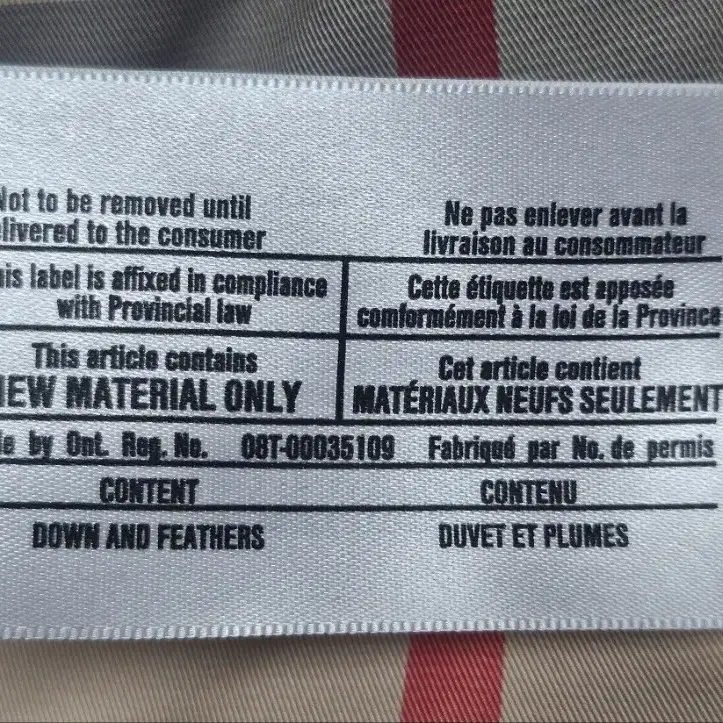 Not to be removed until
livered to the consumer
Ne pas enlever avant la
livraison au consommateur
his label is affixed in compliance
with Provincial law
Cette étiquette est apposée
comformément à la loi de la Province
This article contains
NEW MATERIAL ONLY
Cet article contient
MATÉRIAUX NEUFS SEULEMENT
e by Ont. Reg. No. 08T-00035109 Fabriqué par No. de permis
CONTENT CONTENU
DOWN AND FEATHERS DUVET ET PLUMES